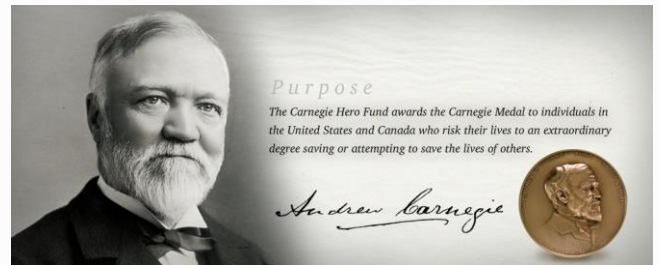 Purpose
The Carnegie Hero Fund awards the Carnegie Medal to individuals in
the United States and Canada who risk their lives to an extraordinary
degree saving or attempting to save the lives of others.
Andrew Carnegie